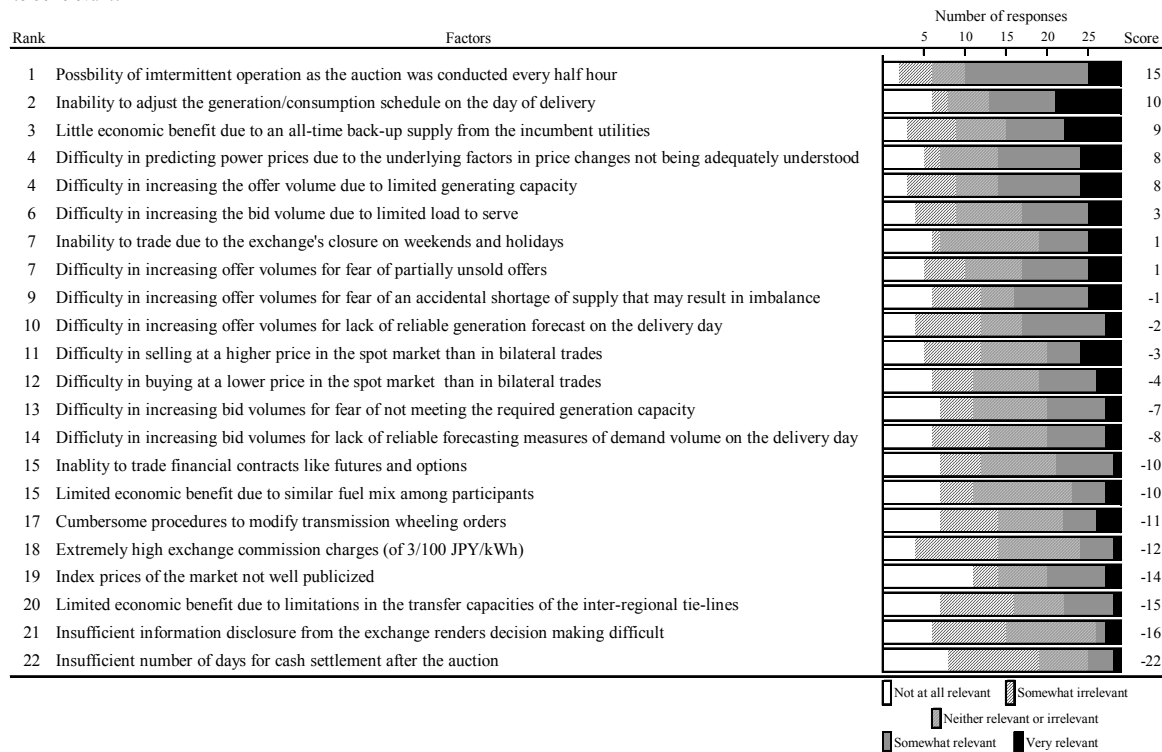 Number of responses
Rank Factors 5 10 15 20 25 Score
1 Possbility of imtermittent operation as the auction was conducted every half hour 15
2 Inability to adjust the generation/consumption schedule on the day of delivery 10
3 Little economic benefit due to an all-time back-up supply from the incumbent utilities 9
4 Difficulty in predicting power prices due to the underlying factors in price changes not being adequately understood 8
4 Difficulty in increasing the offer volume due to limited generating capacity 8
6 Difficulty in increasing the bid volume due to limited load to serve 3
7 Inability to trade due to the exchange's closure on weekends and holidays 1
7 Difficulty in increasing offer volumes for fear of partially unsold offers 1
9 Difficulty in increasing offer volumes for fear of an accidental shortage of supply that may result in imbalance -1
10 Difficulty in increasing offer volumes for lack of reliable generation forecast on the delivery day -2
11 Difficulty in selling at a higher price in the spot market than in bilateral trades -3
12 Difficulty in buying at a lower price in the spot market than in bilateral trades -4
13 Difficulty in increasing bid volumes for fear of not meeting the required generation capacity -7
14 Difficluty in increasing bid volumes for lack of reliable forecasting measures of demand volume on the delivery day -8
15 Inablity to trade financial contracts like futures and options -10
15 Limited economic benefit due to similar fuel mix among participants -10
17 Cumbersome procedures to modify transmission wheeling orders -11
18 Extremely high exchange commission charges (of 3/100 JPY/kWh) -12
19 Index prices of the market not well publicized -14
20 Limited economic benefit due to limitations in the transfer capacities of the inter-regional tie-lines -15
21 Insufficient information disclosure from the exchange renders decision making difficult -16
22 Insufficient number of days for cash settlement after the auction -22
Not at all relevant Somewhat irrelevant
Neither relevant or irrelevant
Somewhat relevant Very relevant